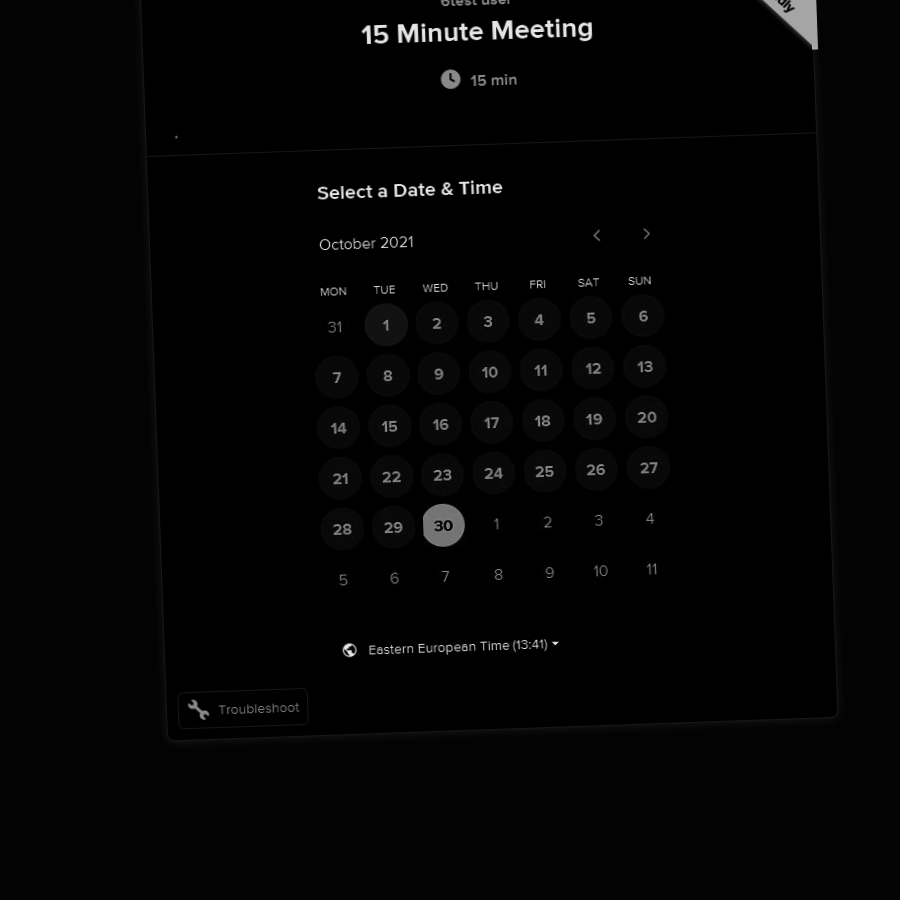 6test user
15 Minute Meeting
15 min
Select a Date & Time
October 2021
MON TUE WED THU FRI SAT SUN
31 1 2 3 4 5 6
7 8 9 10 11 12 13
14 15 16 17 18 19 20
21 22 23 24 25 26 27
28 29 30 1 2 3 4
5 6 7 8 9 10 11
Eastern European Time (13:41)
Troubleshoot